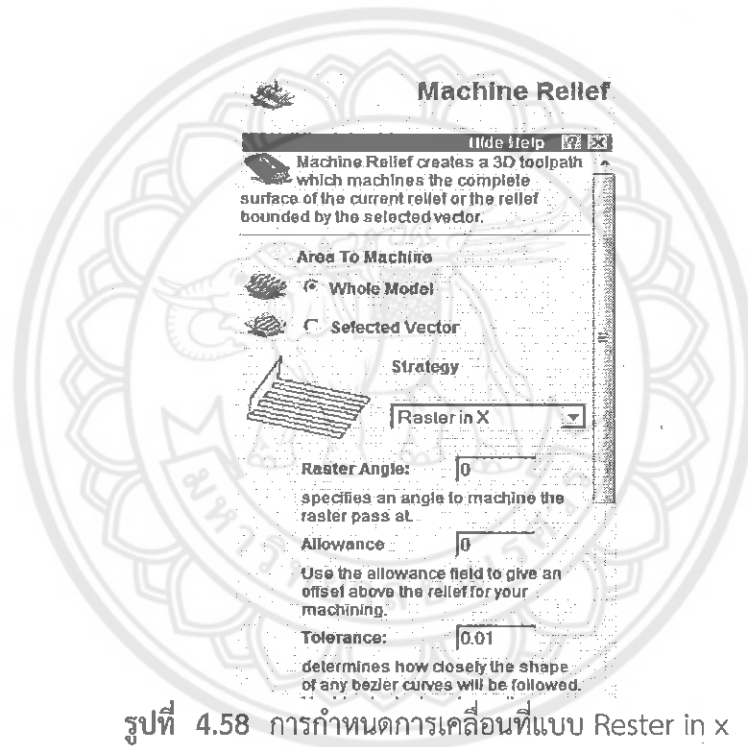 Machine Relief
Hide Help
Machine Relief creates a 3D toolpath
which machines the complete
surface of the current relief or the relief
bounded by the selected vector.
Area To Machine
Whole Model
Selected Vector
Strategy
Raster in X
Raster Angle: 0
specifies an angle to machine the
raster pass at.
Allowance 0
Use the allowance field to give an
offset above the relief for your
machining.
Tolerance: 0.01
determines how closely the shape
of any bezier curves will be followed.
รูปที่ 4.58 การกำหนดการเคลื่อนที่แบบ Rester in x